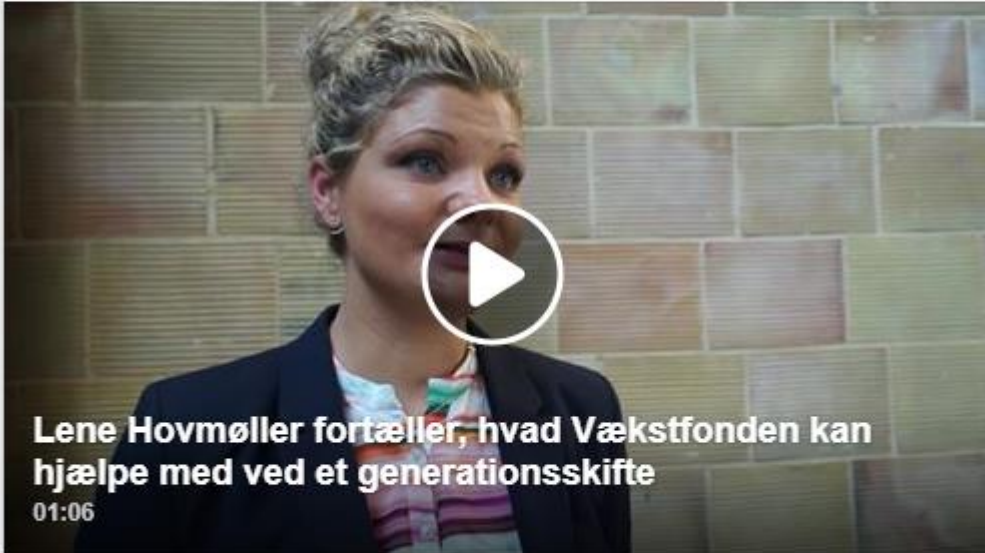 Lene Hovmøller fortæller, hvad Vækstfonden kan
hjælpe med ved et generationsskifte
01:06